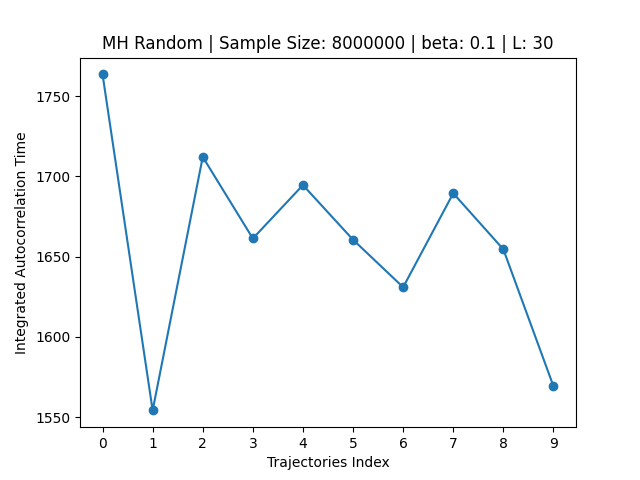 MH Random | Sample Size: 8000000 | beta: 0.1 | L: 30
Integrated Autocorrelation Time
1750
1700
1650
1600
1550
0 1 2 3 4 5 6 7 8 9
Trajectories Index